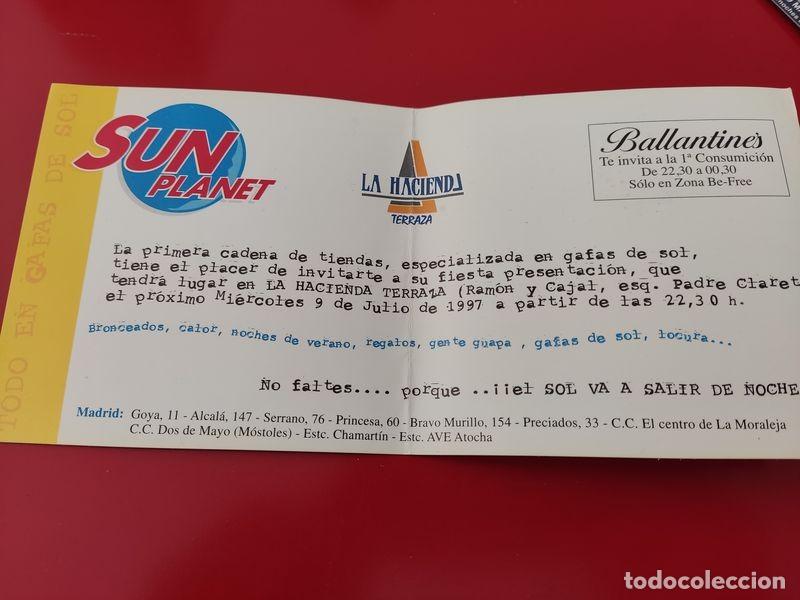 TODO EN GAFAS DE SOL
SUN
PLANET
LA HACIENDA
TERRAZA
Ballantine's
Te invita a la 1ª Consumición
De 22,30 a 00,30
Sólo en Zona Be-Free
La primera cadena de tiendas, especializada en gafas de sol,
tiene el placer de invitarte a su fiesta presentación, que
tendrá lugar en LA HACIENDA TERRAZA (Ramón y Cajal, esq. Padre Claret
el próximo Miércoles 9 de Julio de 1997 a partir de las 22,30 h.
Bronceados, calor, noches de verano, regalos, gente guapa , gafas de sol, locura...
No faltes.... porque ..¡¡el SOL VA A SALIR DE NOCHE
Madrid: Goya, 11 - Alcalá, 147 - Serrano, 76 - Princesa, 60 - Bravo Murillo, 154 - Preciados, 33 - C.C. El centro de La Moraleja
C.C. Dos de Mayo (Móstoles) - Estc. Chamartín - Estc. AVE Atocha
todocoleccion